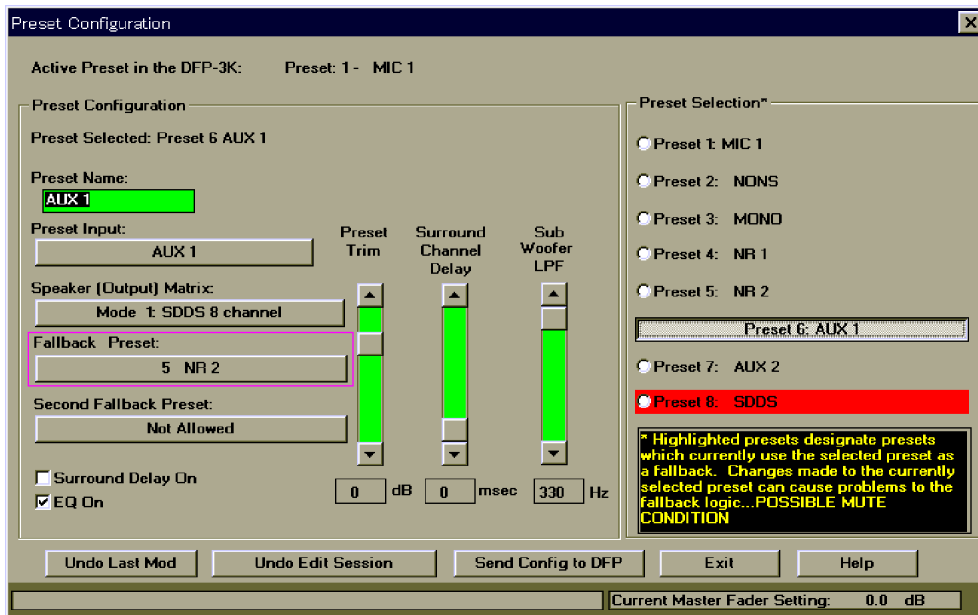 Preset Configuration
Active Preset in the DFP-3K: Preset: 1 - MIC 1
Preset Configuration
Preset Selected: Preset 6 AUX 1
Preset Name:
AUX 1
Preset Input:
AUX 1
Speaker (Output) Matrix:
Mode 1: SDDS 8 channel
Fallback Preset:
5 NR 2
Second Fallback Preset:
Not Allowed
Surround Delay On
EQ On
Preset
Trim
0 dB
Surround
Channel
Delay
0 msec
Sub
Woofer
LPF
330 Hz
Preset Selection*
Preset 1: MIC 1
Preset 2: NONS
Preset 3: MONO
Preset 4: NR 1
Preset 5: NR 2
Preset 6: AUX 1
Preset 7: AUX 2
Preset 8: SDDS
* Highlighted presets designate presets
which currently use the selected preset as
a fallback. Changes made to the currently
selected preset can cause problems to the
fallback logic...POSSIBLE MUTE
CONDITION
Undo Last Mod
Undo Edit Session
Send Config to DFP
Exit
Help
Current Master Fader Setting: 0.0 dB